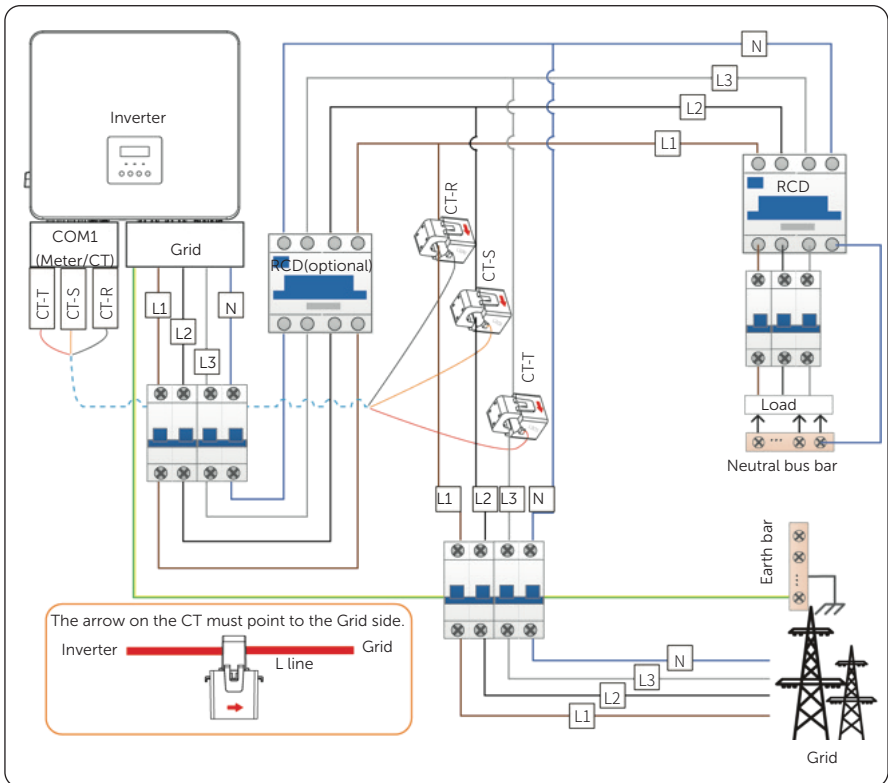 N
L3
L2
L1
Inverter
CT-R
RCD
COM1
(Meter/CT)
Grid
CT-S
RCD(optional)
CT-T
CT-S
CT-R
L1
L2
L3
N
CT-T
Load
Neutral bus bar
L1
L2
L3
N
Earth bar
The arrow on the CT must point to the Grid side.
Inverter
Grid
L line
N
L3
L2
L1
Grid